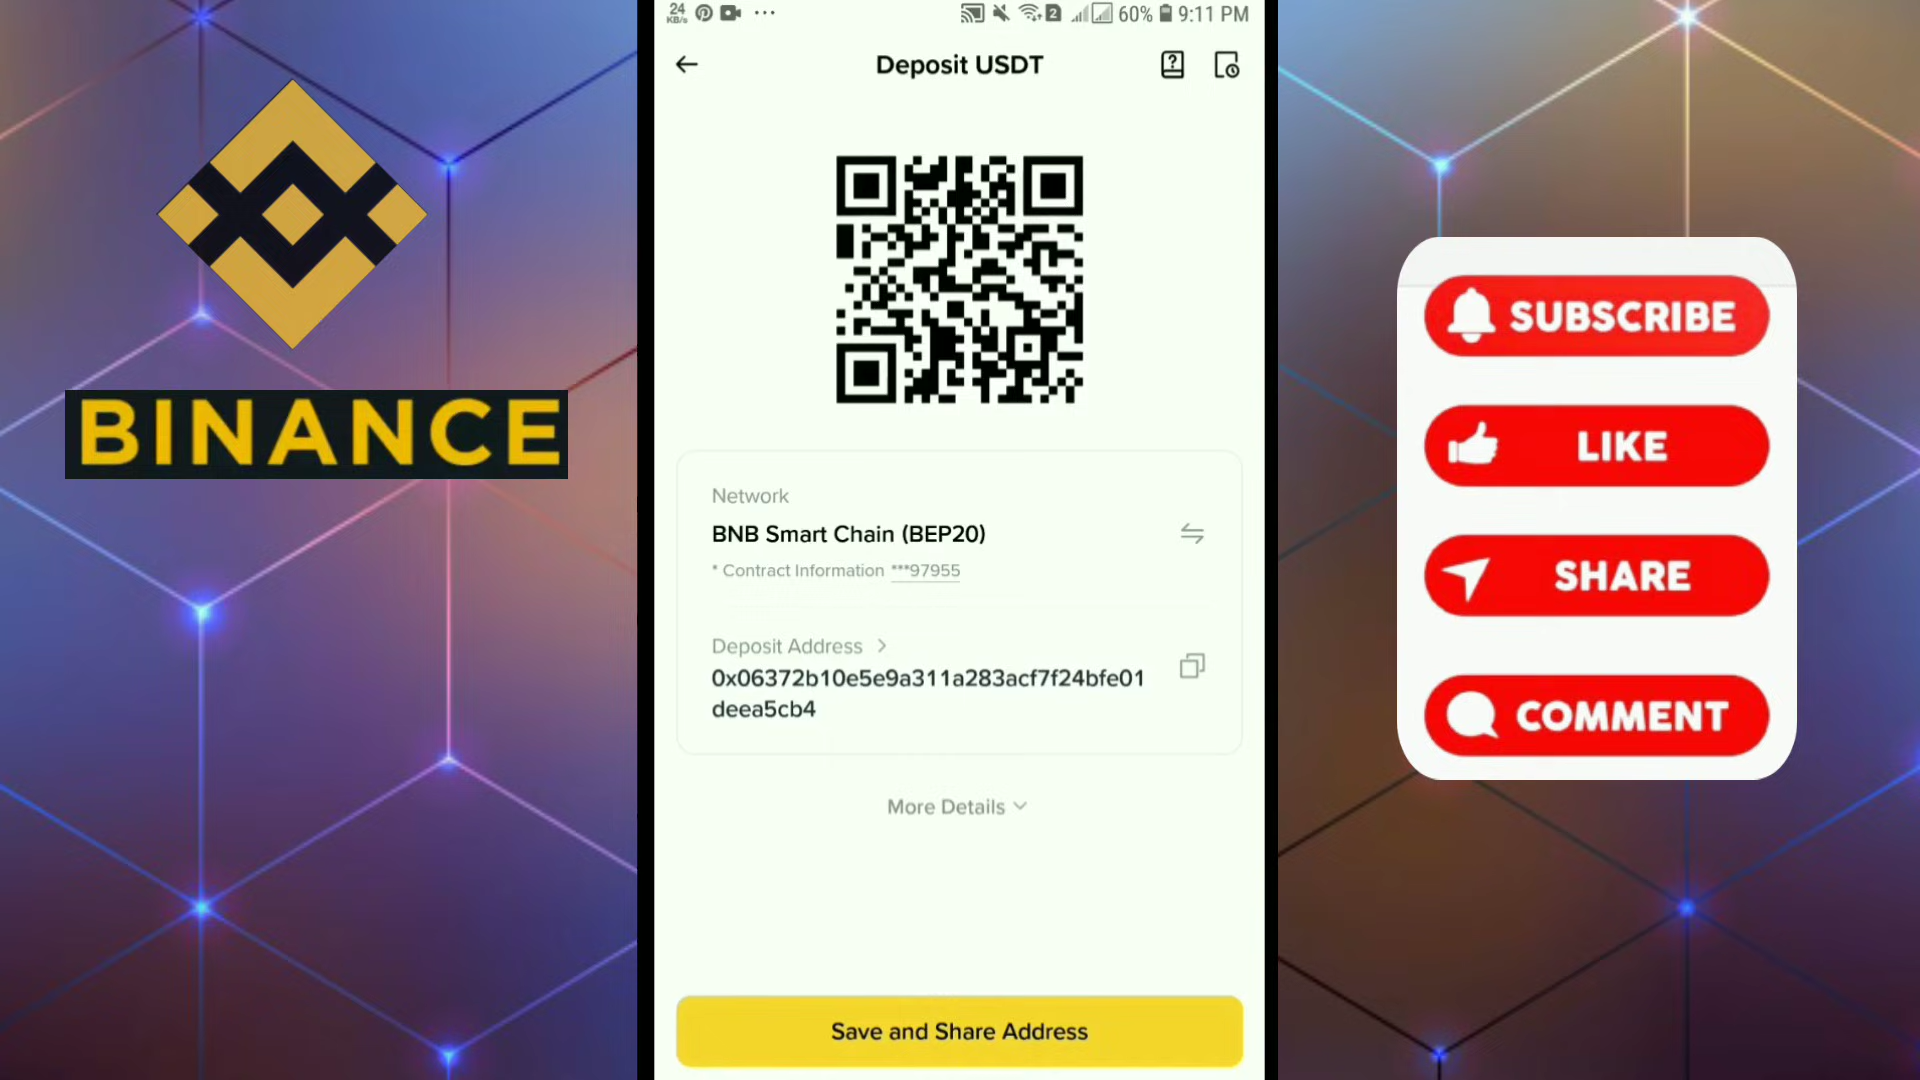 BINANCE
24
KB/s
2
60%
9:11 PM
Deposit USDT
Network
BNB Smart Chain (BEP20)
* Contract Information ***97955
Deposit Address >
0x06372b10e5e9a311a283acf7f24bfe01
deea5cb4
More Details
Save and Share Address
SUBSCRIBE
LIKE
SHARE
COMMENT